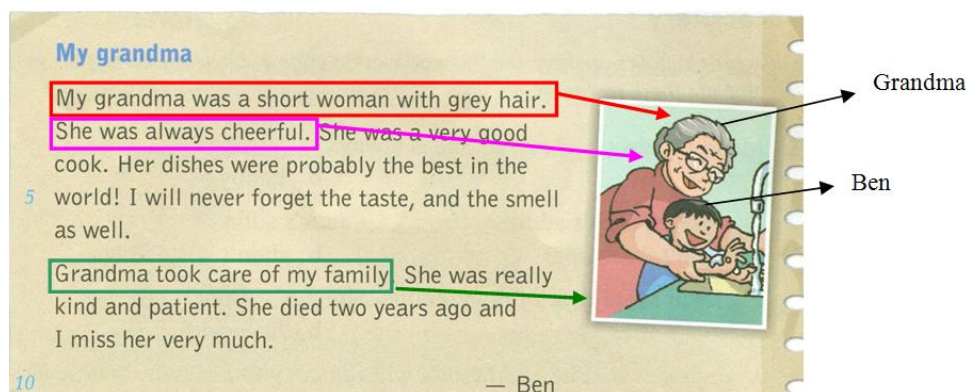 My grandma
My grandma was a short woman with grey hair.
She was always cheerful. She was a very good
cook. Her dishes were probably the best in the
5 world! I will never forget the taste, and the smell
as well.
Grandma took care of my family. She was really
kind and patient. She died two years ago and
I miss her very much.
10 — Ben
Grandma
Ben